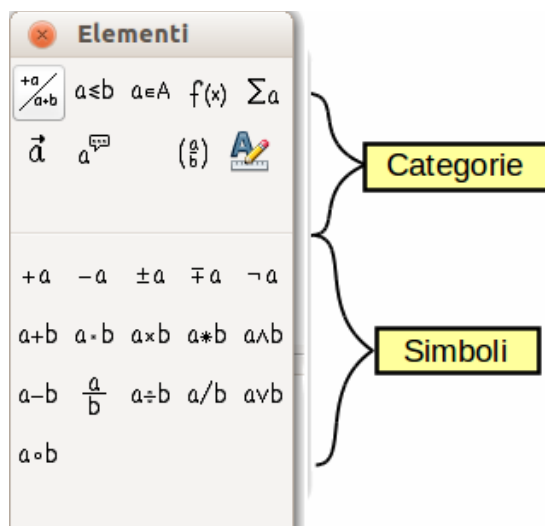 Elementi
+a/a+b a≤b a∈A f(x) Σa
a⃗ a (a/b)
Categorie
+a −a ±a ∓a ¬a
a+b a·b a×b a∗b a∧b
a−b a/b a÷b a/b a∨b
a∘b
Simboli